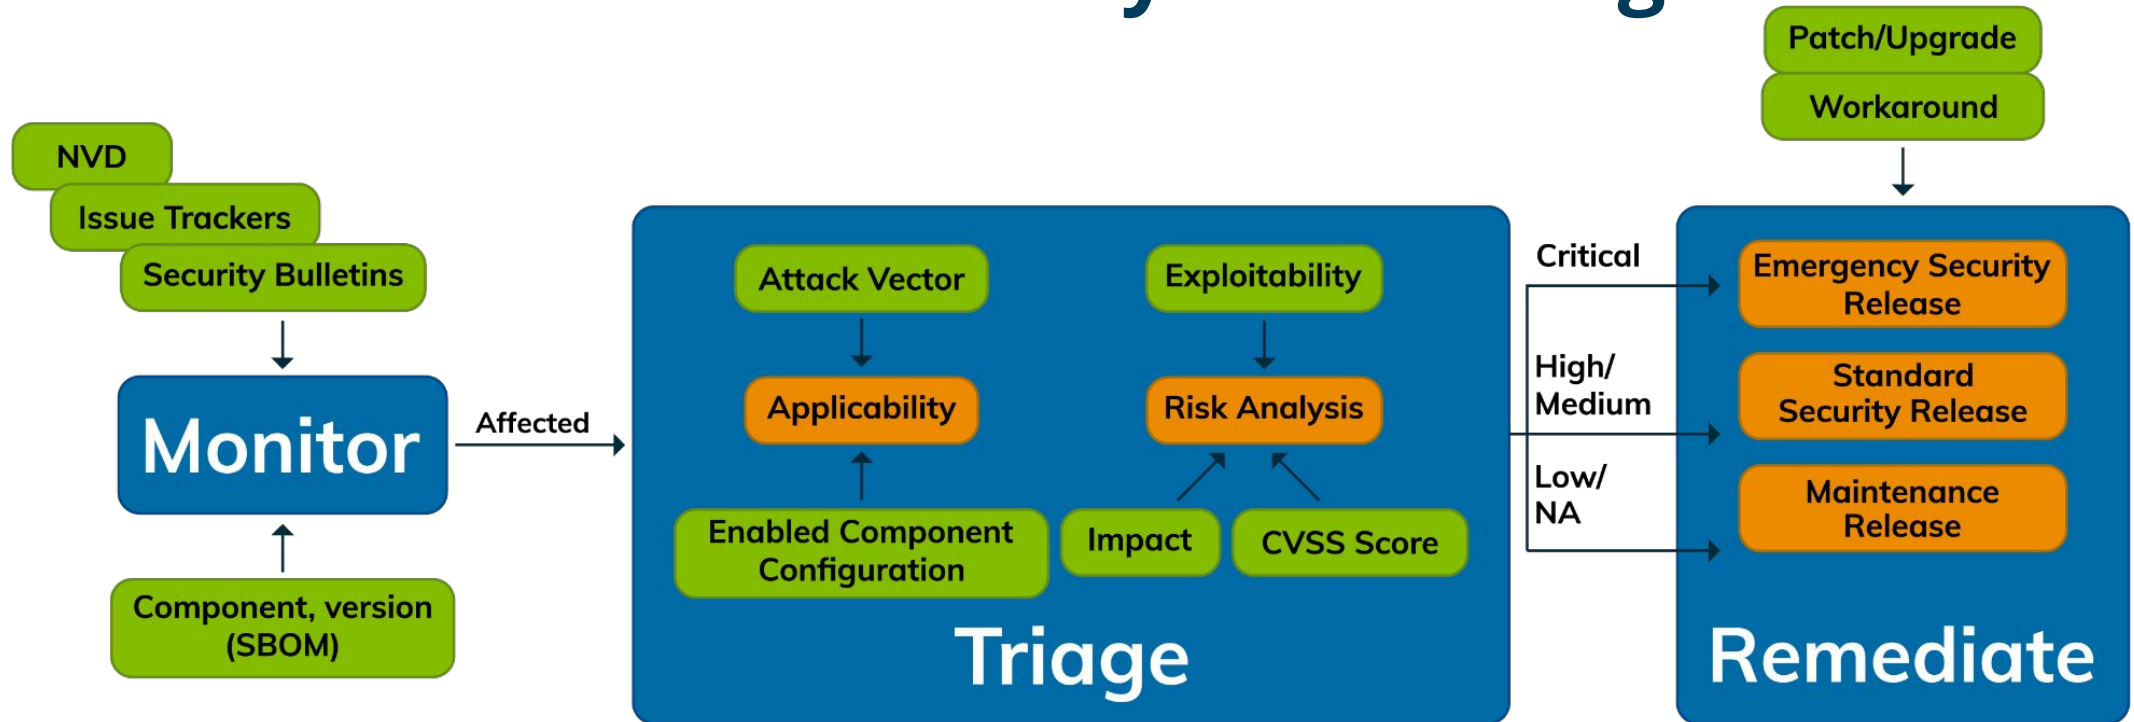 Patch/Upgrade
Workaround
NVD
Issue Trackers
Security Bulletins
Monitor
Component, version
(SBOM)
Affected
Attack Vector
Applicability
Enabled Component
Configuration
Exploitability
Risk Analysis
Impact
CVSS Score
Triage
Critical
High/
Medium
Low/
NA
Emergency Security
Release
Standard
Security Release
Maintenance
Release
Remediate